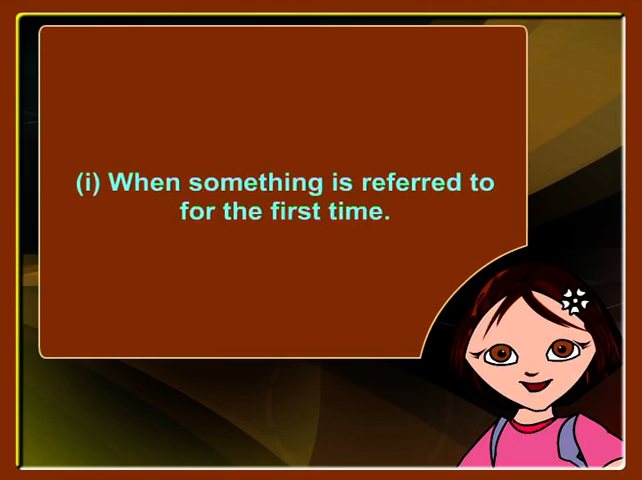 (i) When something is referred to
for the first time.